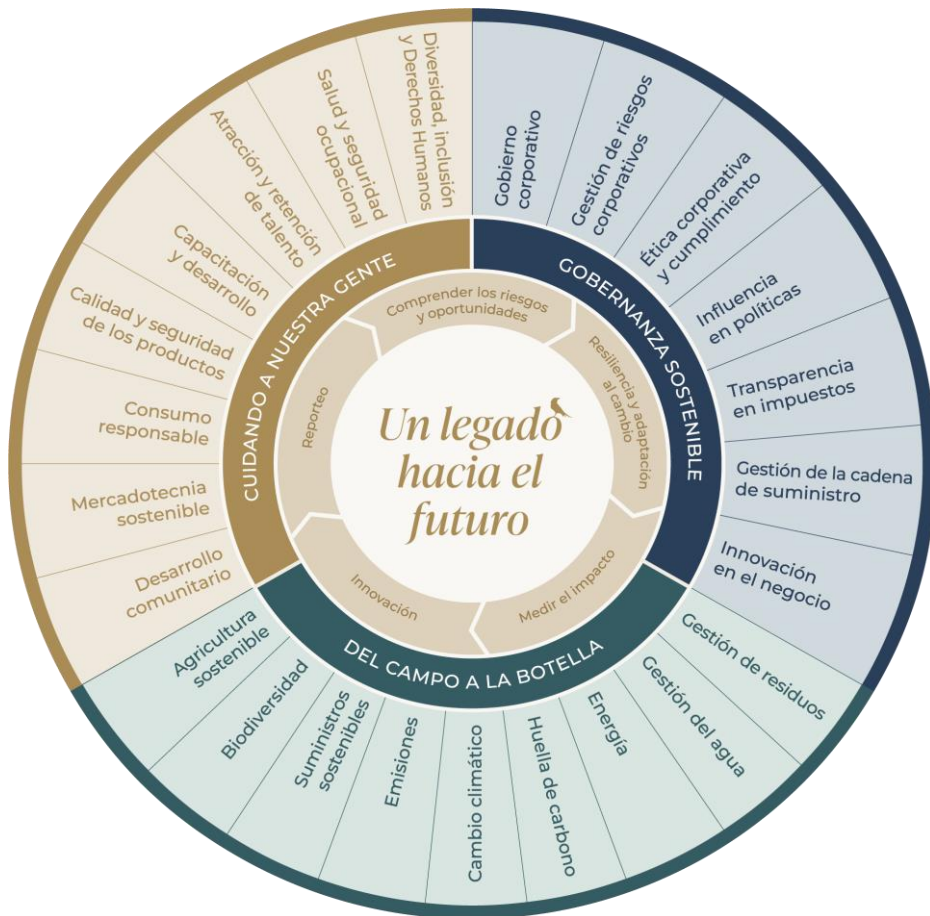 Un legado
hacia el
futuro
Comprender los riesgos
y oportunidades
Resiliencia y adaptación
al cambio
Medir el impacto
Innovación
Reporteo
GOBERNANZA SOSTENIBLE
Gobierno
corporativo
Gestión de riesgos
corporativos
Ética corporativa
y cumplimiento
Influencia
en políticas
Transparencia
en impuestos
Gestión de la cadena
de suministro
Innovación
en el negocio
DEL CAMPO A LA BOTELLA
Gestión de residuos
Gestión del agua
Energía
Huella de carbono
Cambio climático
Emisiones
Suministros
sostenibles
Biodiversidad
Agricultura
sostenible
CUIDANDO A NUESTRA GENTE
Desarrollo
comunitario
Mercadotecnia
sostenible
Consumo
responsable
Calidad y seguridad
de los productos
Capacitación
y desarrollo
Atracción y retención
de talento
Salud y seguridad
ocupacional
Diversidad, inclusión
y Derechos Humanos